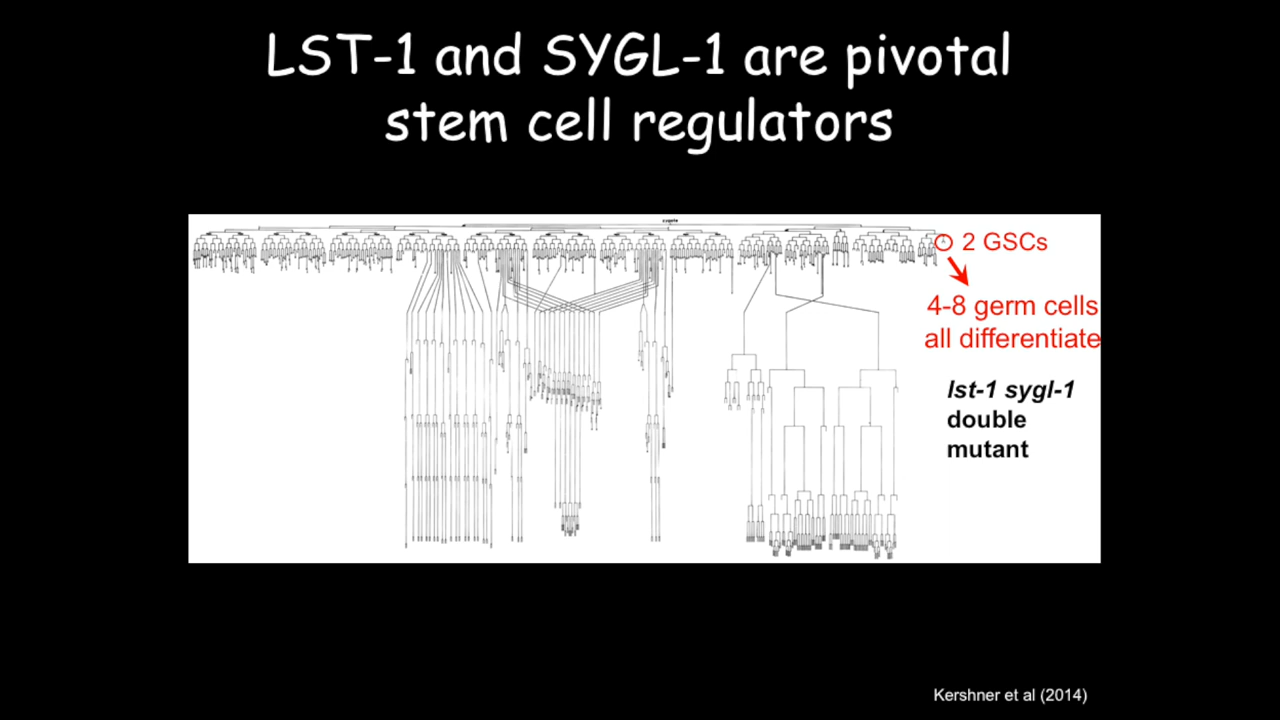 LST-1 and SYGL-1 are pivotal
stem cell regulators
zygote
2 GSCs
4-8 germ cells
all differentiate
lst-1 sygl-1
double
mutant
Kershner et al (2014)